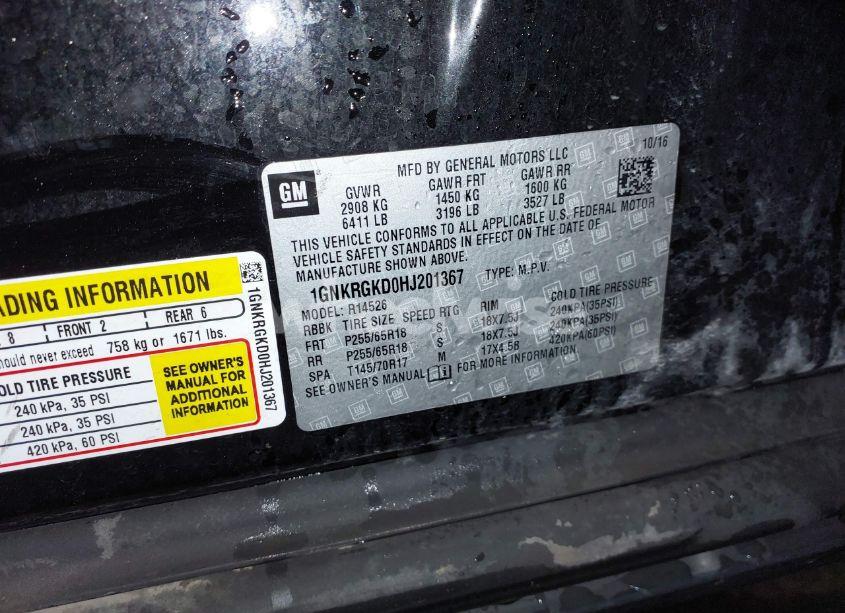 GM
MFD BY GENERAL MOTORS LLC
10/16
GVWR GAWR FRT GAWR RR
2908 KG 1450 KG 1600 KG
6411 LB 3196 LB 3527 LB
THIS VEHICLE CONFORMS TO ALL APPLICABLE U.S. FEDERAL MOTOR
VEHICLE SAFETY STANDARDS IN EFFECT ON THE DATE OF
MANUFACTURE SHOWN ABOVE.
1GNKRGKD0HJ201367 TYPE: M.P.V.
MODEL: R14526
RBBK TIRE SIZE SPEED RTG RIM COLD TIRE PRESSURE
FRT P255/65R18 S 18X7.5J 240KPA(35PSI)
RR P255/65R18 S 18X7.5J 240KPA(35PSI)
SPA T145/70R17 M 17X4.5B 420KPA(60PSI)
SEE OWNER'S MANUAL FOR MORE INFORMATION.
ADING INFORMATION
8 FRONT 2 REAR 6
hould never exceed 758 kg or 1671 lbs.
OLD TIRE PRESSURE
240 kPa, 35 PSI
240 kPa, 35 PSI
420 kPa, 60 PSI
SEE OWNER'S
MANUAL FOR
ADDITIONAL
INFORMATION
1GNKRGKD0HJ201367